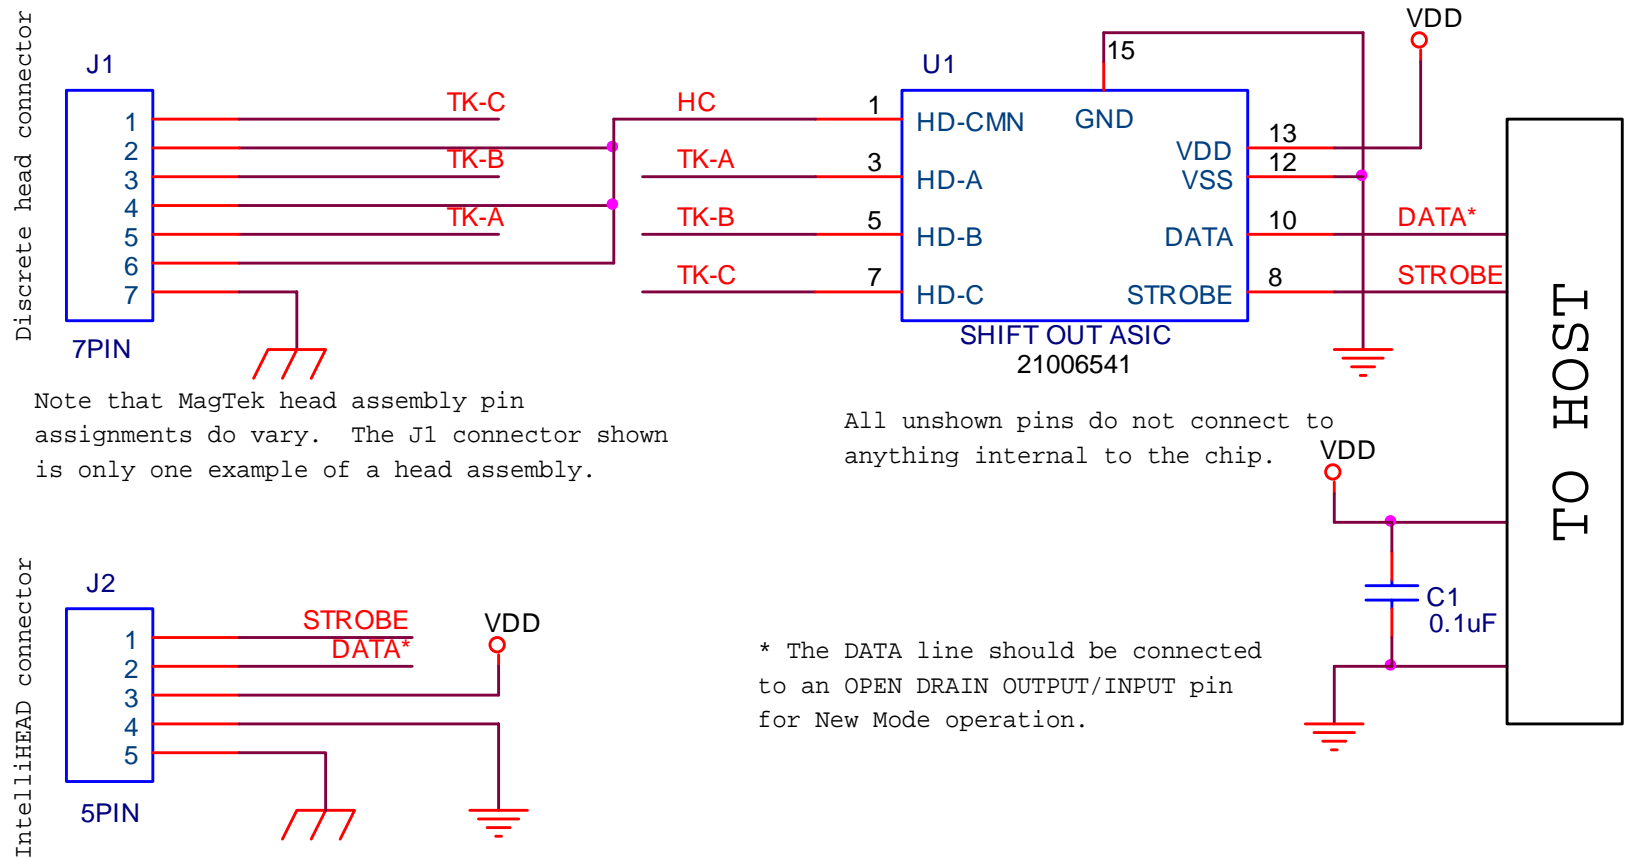 Discrete head connector
J1
1
2
3
4
5
6
7
7PIN
TK-C
TK-B
TK-A
HC
TK-A
TK-B
TK-C
U1
1
3
5
7
HD-CMN
HD-A
HD-B
HD-C
GND
15
VDD
VSS
DATA
STROBE
13
12
10
8
SHIFT OUT ASIC
21006541
VDD
DATA*
STROBE
TO HOST
Note that MagTek head assembly pin
assignments do vary. The J1 connector shown
is only one example of a head assembly.
All unshown pins do not connect to
anything internal to the chip.
VDD
C1
0.1uF
IntelliHEAD connector
J2
1
2
3
4
5
5PIN
STROBE
DATA*
VDD
* The DATA line should be connected
to an OPEN DRAIN OUTPUT/INPUT pin
for New Mode operation.